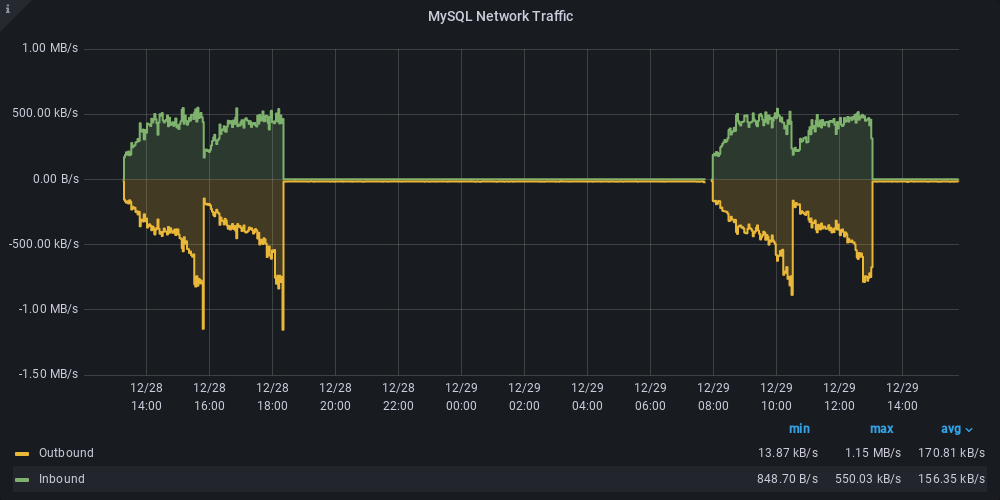 i
MySQL Network Traffic
1.00 MB/s
500.00 kB/s
0.00 B/s
-500.00 kB/s
-1.00 MB/s
-1.50 MB/s
12/28 12/28 12/28 12/28 12/28 12/29 12/29 12/29 12/29 12/29 12/29 12/29 12/29
14:00 16:00 18:00 20:00 22:00 00:00 02:00 04:00 06:00 08:00 10:00 12:00 14:00
min max avg
Outbound 13.87 kB/s 1.15 MB/s 170.81 kB/s
Inbound 848.70 B/s 550.03 kB/s 156.35 kB/s